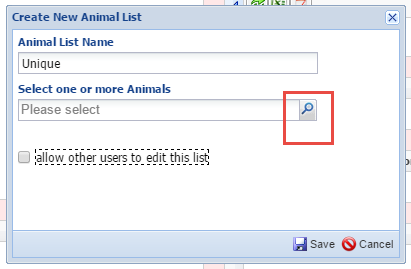 Create New Animal List
Animal List Name
Unique
Select one or more Animals
Please select
allow other users to edit this list
Save Cancel